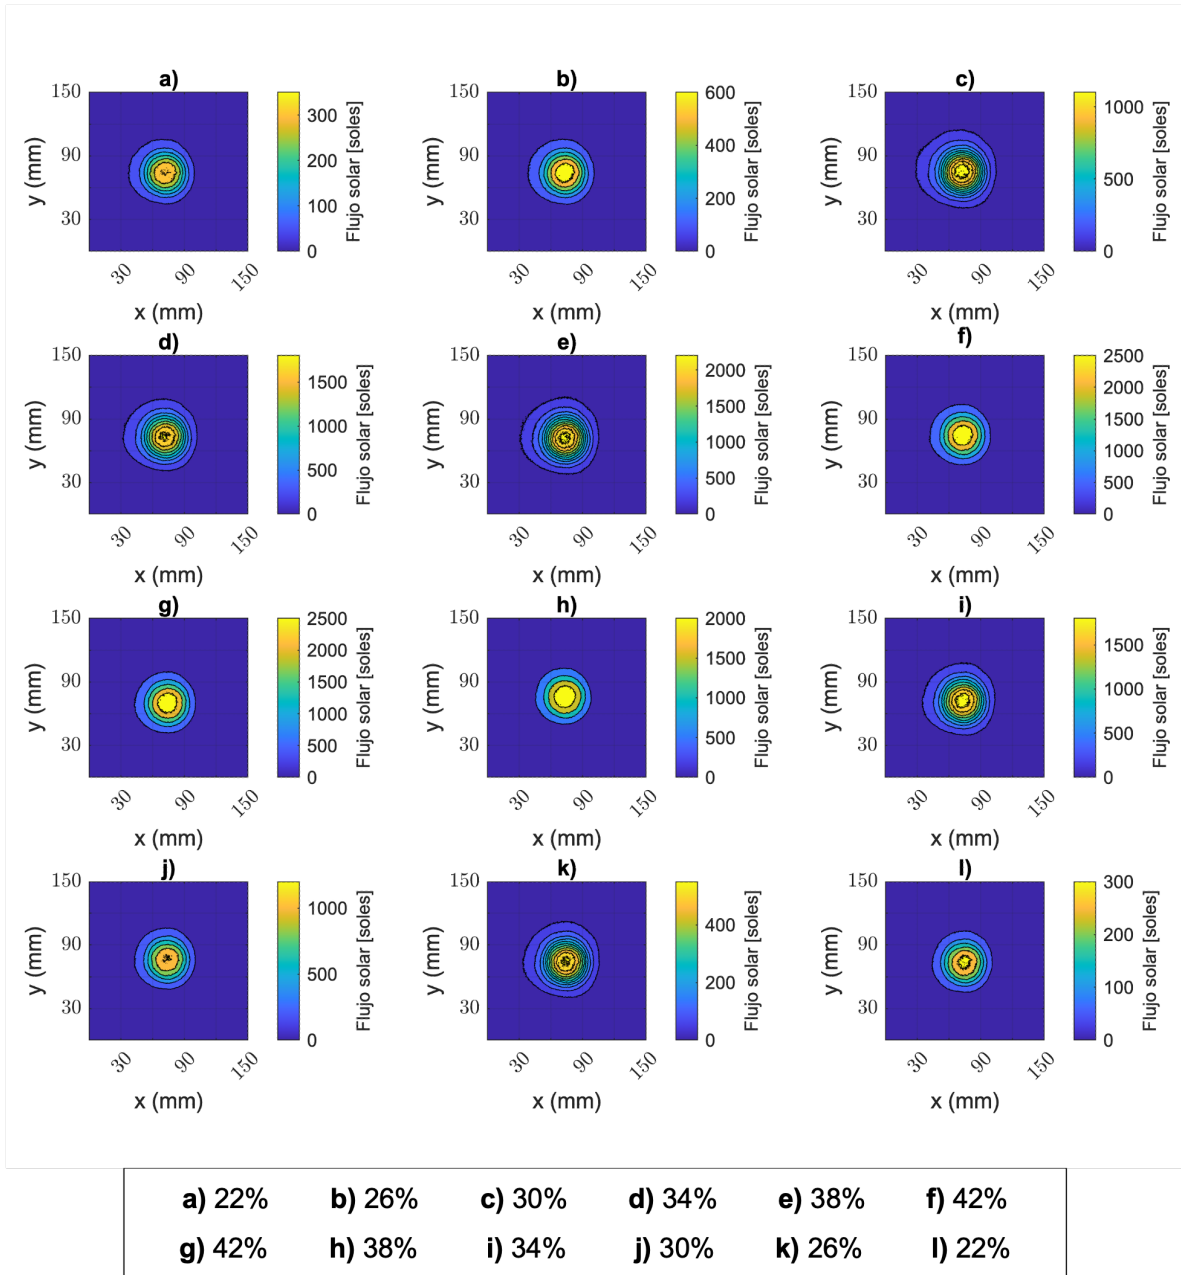 a) b) c)
150 90 30 y (mm) 30 90 150 x (mm) 300 200 100 0 Flujo solar [soles]
150 90 30 y (mm) 30 90 150 x (mm) 600 400 200 0 Flujo solar [soles]
150 90 30 y (mm) 30 90 150 x (mm) 1000 500 0 Flujo solar [soles]
d) e) f)
150 90 30 y (mm) 30 90 150 x (mm) 1500 1000 500 0 Flujo solar [soles]
150 90 30 y (mm) 30 90 150 x (mm) 2000 1500 1000 500 0 Flujo solar [soles]
150 90 30 y (mm) 30 90 150 x (mm) 2500 2000 1500 1000 500 0 Flujo solar [soles]
g) h) i)
150 90 30 y (mm) 30 90 150 x (mm) 2500 2000 1500 1000 500 0 Flujo solar [soles]
150 90 30 y (mm) 30 90 150 x (mm) 2000 1500 1000 500 0 Flujo solar [soles]
150 90 30 y (mm) 30 90 150 x (mm) 1500 1000 500 0 Flujo solar [soles]
j) k) l)
150 90 30 y (mm) 30 90 150 x (mm) 1000 500 0 Flujo solar [soles]
150 90 30 y (mm) 30 90 150 x (mm) 400 200 0 Flujo solar [soles]
150 90 30 y (mm) 30 90 150 x (mm) 300 200 100 0 Flujo solar [soles]
a) 22% b) 26% c) 30% d) 34% e) 38% f) 42%
g) 42% h) 38% i) 34% j) 30% k) 26% l) 22%